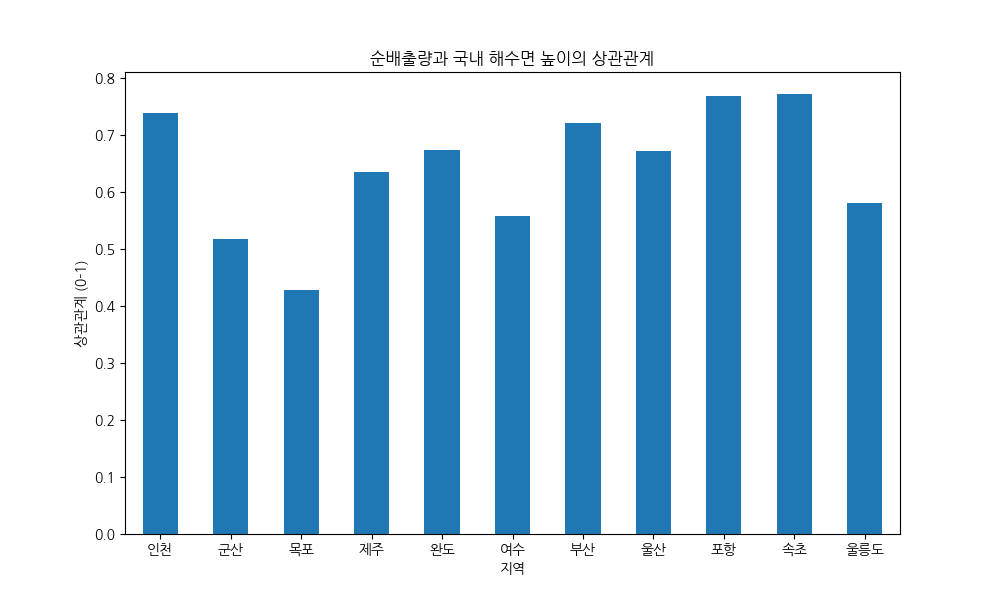 순배출량과 국내 해수면 높이의 상관관계
상관관계 (0-1)
0.8
0.7
0.6
0.5
0.4
0.3
0.2
0.1
0.0
인천 군산 목포 제주 완도 여수 부산 울산 포항 속초 울릉도
지역